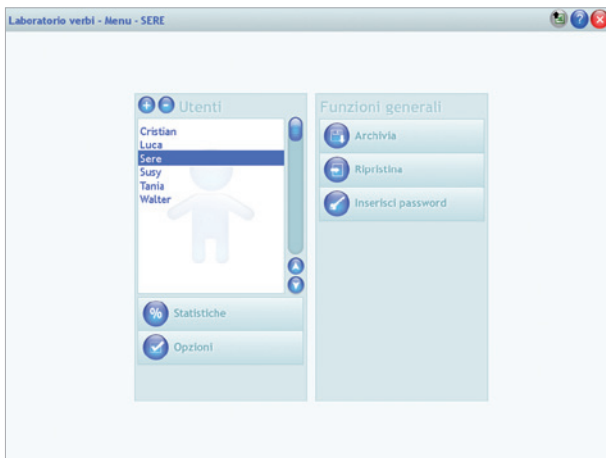 Laboratorio verbi - Menu - SERE
?
Utenti
Cristian
Luca
Sere
Susy
Tania
Walter
% Statistiche
Opzioni
Funzioni generali
Archivia
Ripristina
Inserisci password